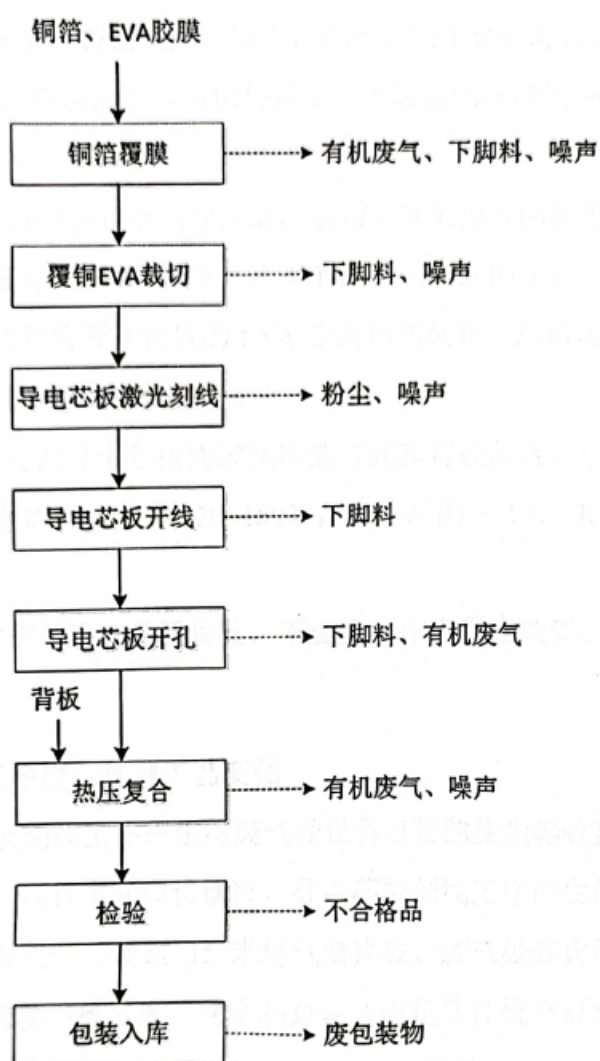 铜箔、EVA胶膜
铜箔覆膜
有机废气、下脚料、噪声
覆铜EVA裁切
下脚料、噪声
导电芯板激光刻线
粉尘、噪声
导电芯板开线
下脚料
导电芯板开孔
下脚料、有机废气
背板
热压复合
有机废气、噪声
检验
不合格品
包装入库
废包装物